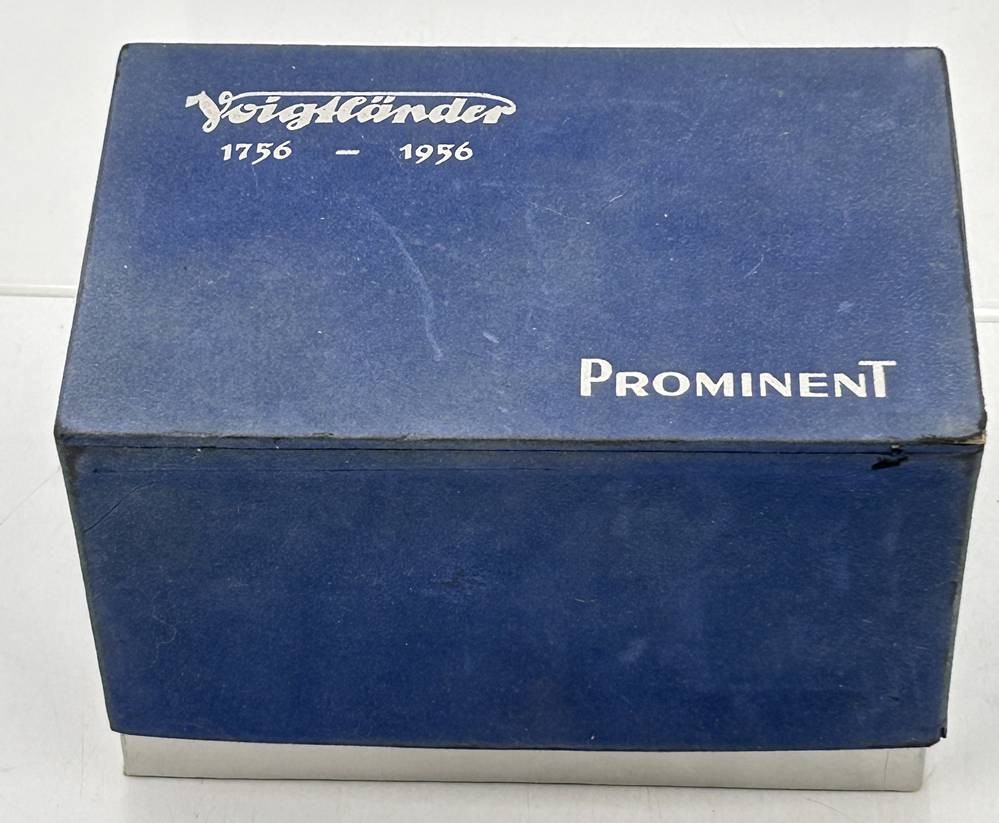 Voigtländer
1756 – 1956
PROMINENT